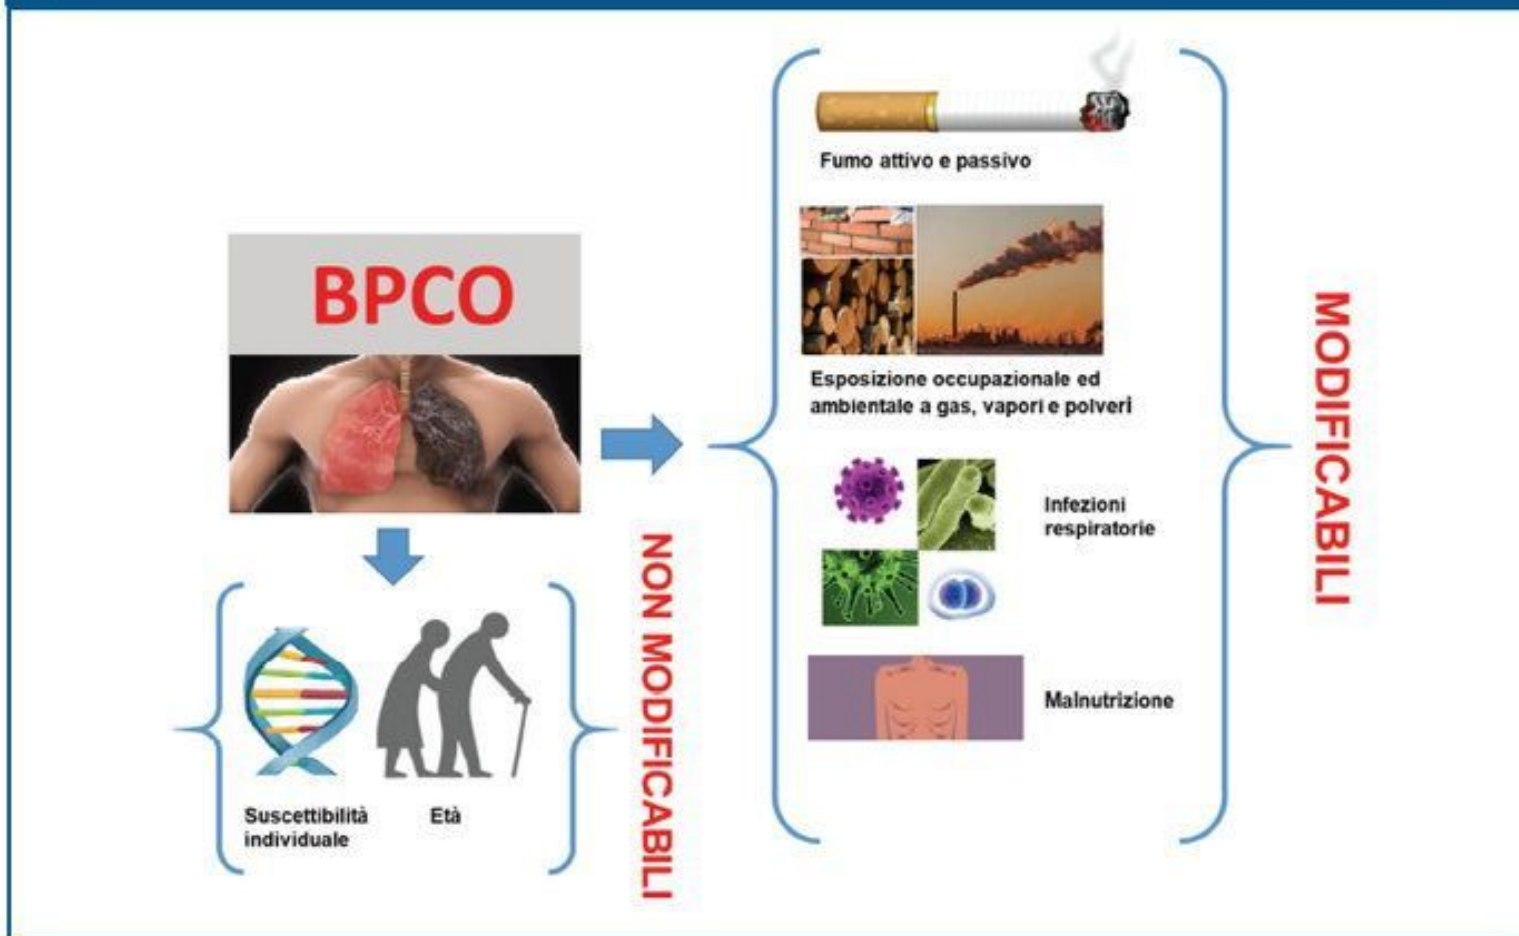 BPCO
Fumo attivo e passivo
Esposizione occupazionale ed
ambientale a gas, vapori e polveri
Infezioni
respiratorie
Malnutrizione
MODIFICABILI
Suscettibilità
individuale
Età
NON MODIFICABILI